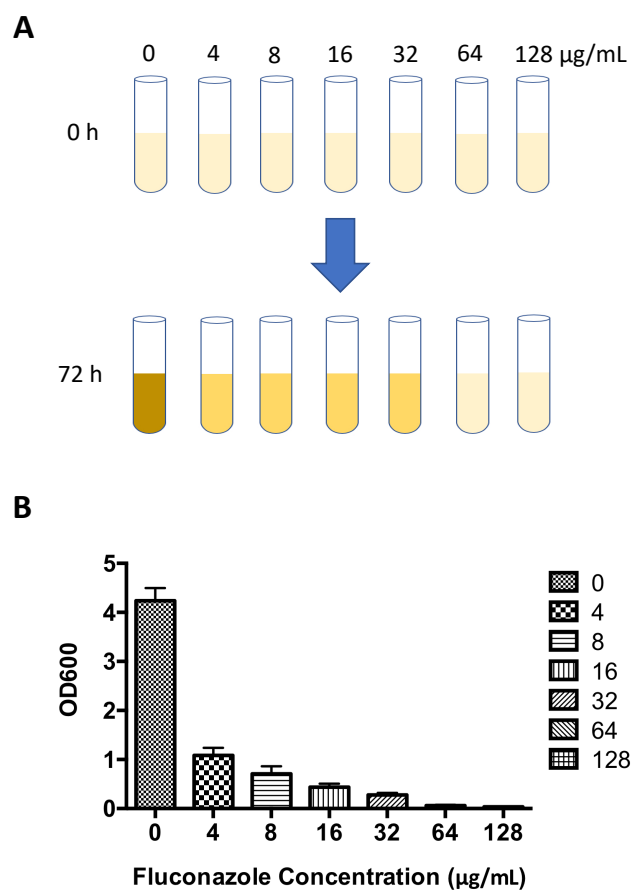 A
0 4 8 16 32 64 128 µg/mL
0 h
72 h
B
5
4
3
2
1
0
OD600
0 4 8 16 32 64 128
Fluconazole Concentration (µg/mL)
0
4
8
16
32
64
128